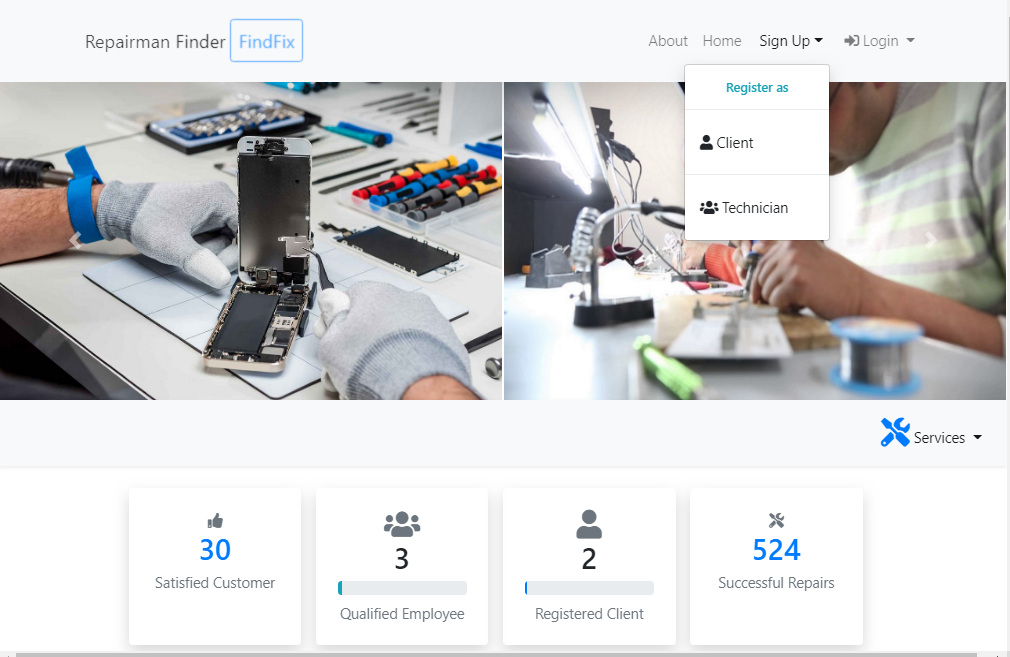 Repairman Finder FindFix
About Home Sign Up Login
Register as
Client
Technician
Services
30
Satisfied Customer
3
Qualified Employee
2
Registered Client
524
Successful Repairs